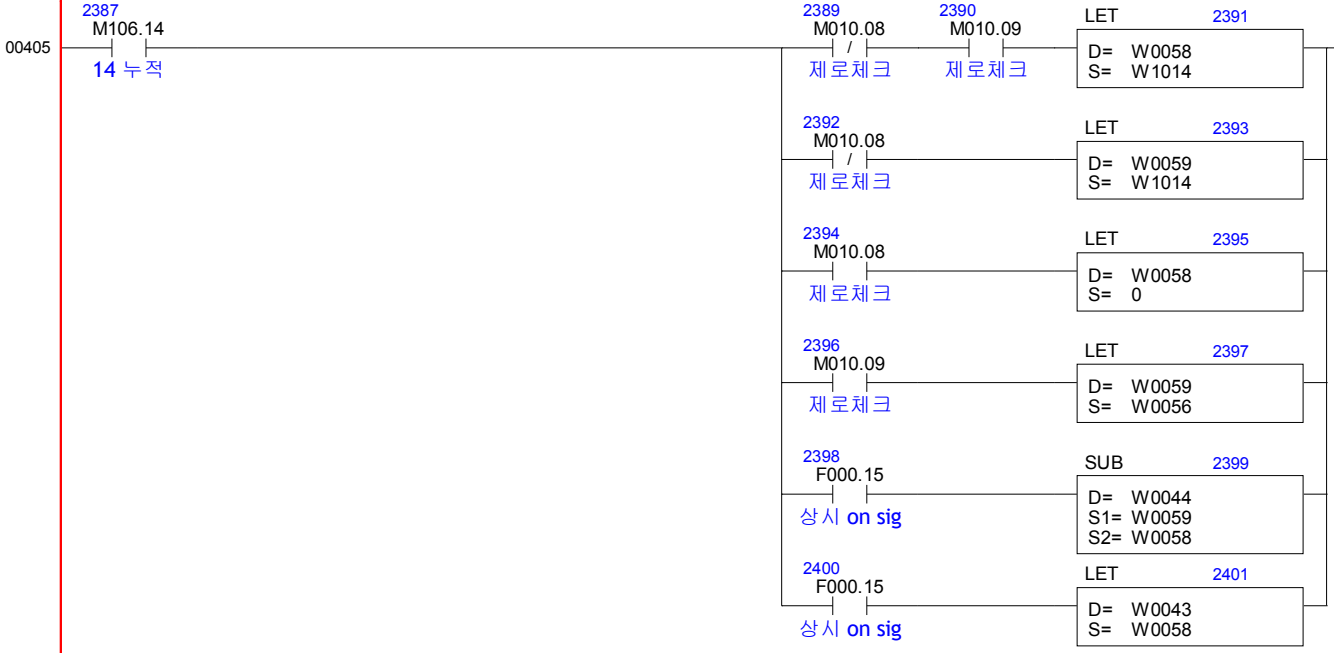 2387
M106.14
00405
14 누적
2389
M010.08
/
제로체크
2390
M010.09
제로체크
LET 2391
D= W0058
S= W1014
2392
M010.08
/
제로체크
LET 2393
D= W0059
S= W1014
2394
M010.08
제로체크
LET 2395
D= W0058
S= 0
2396
M010.09
제로체크
LET 2397
D= W0059
S= W0056
2398
F000.15
상시 on sig
SUB 2399
D= W0044
S1= W0059
S2= W0058
2400
F000.15
상시 on sig
LET 2401
D= W0043
S= W0058